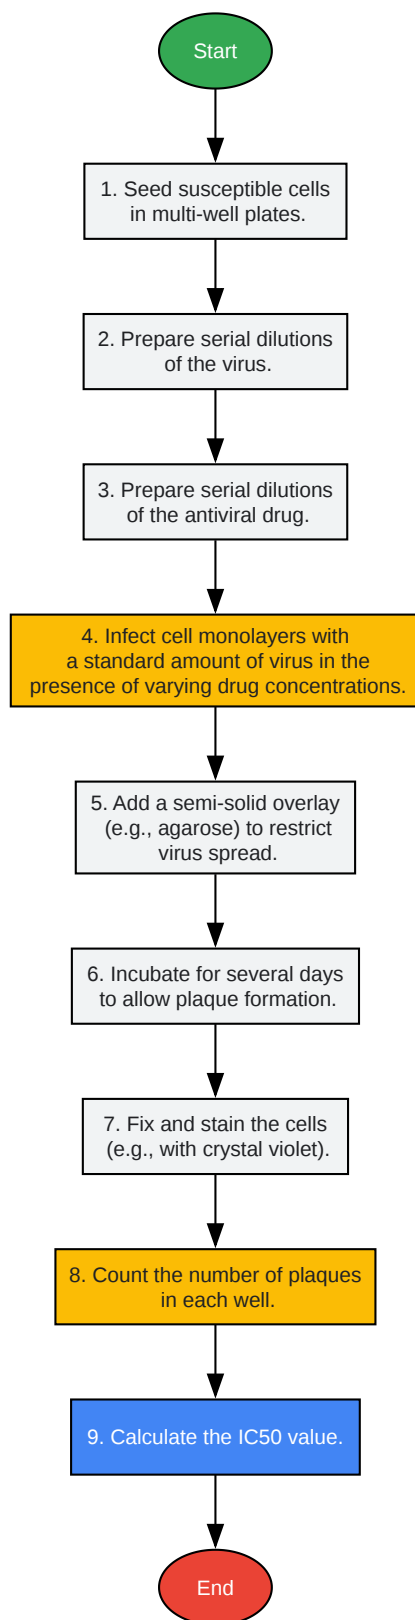 Start
1. Seed susceptible cells
in multi-well plates.
2. Prepare serial dilutions
of the virus.
3. Prepare serial dilutions
of the antiviral drug.
4. Infect cell monolayers with
a standard amount of virus in the
presence of varying drug concentrations.
5. Add a semi-solid overlay
(e.g., agarose) to restrict
virus spread.
6. Incubate for several days
to allow plaque formation.
7. Fix and stain the cells
(e.g., with crystal violet).
8. Count the number of plaques
in each well.
9. Calculate the IC50 value.
End